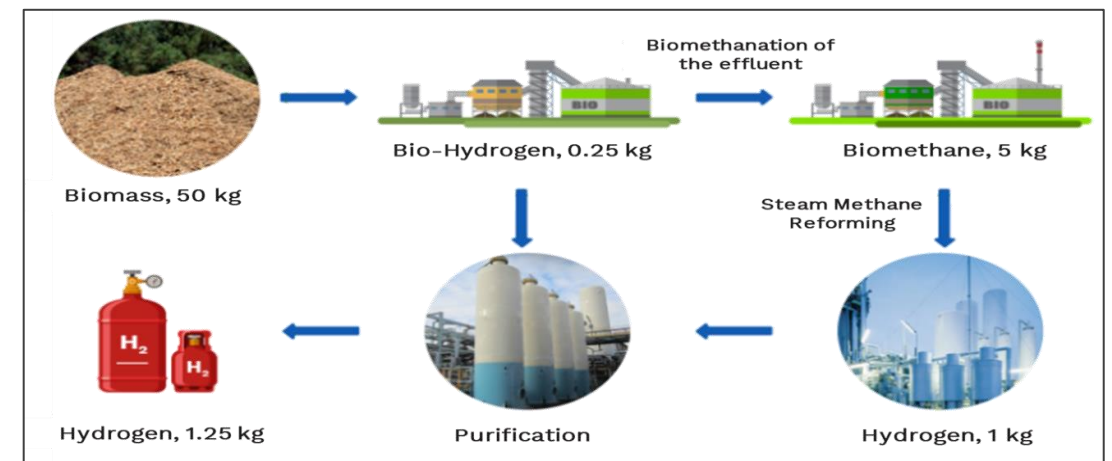 Biomethanation of
the effluent
BIO
BIO
Bio-Hydrogen, 0.25 kg
Biomethane, 5 kg
Biomass, 50 kg
Steam Methane
Reforming
H2
H2
Hydrogen, 1.25 kg
Purification
Hydrogen, 1 kg